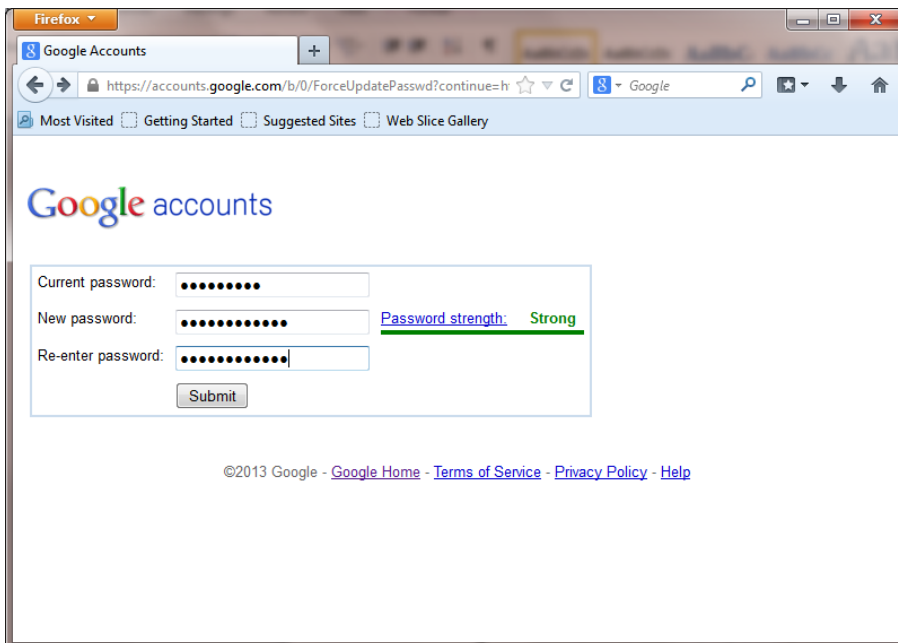 Firefox
Google Accounts
https://accounts.google.com/b/0/ForceUpdatePasswd?continue=h
Google
Most Visited Getting Started Suggested Sites Web Slice Gallery
Google accounts
Current password:
New password: Password strength: Strong
Re-enter password:
Submit
©2013 Google - Google Home - Terms of Service - Privacy Policy - Help